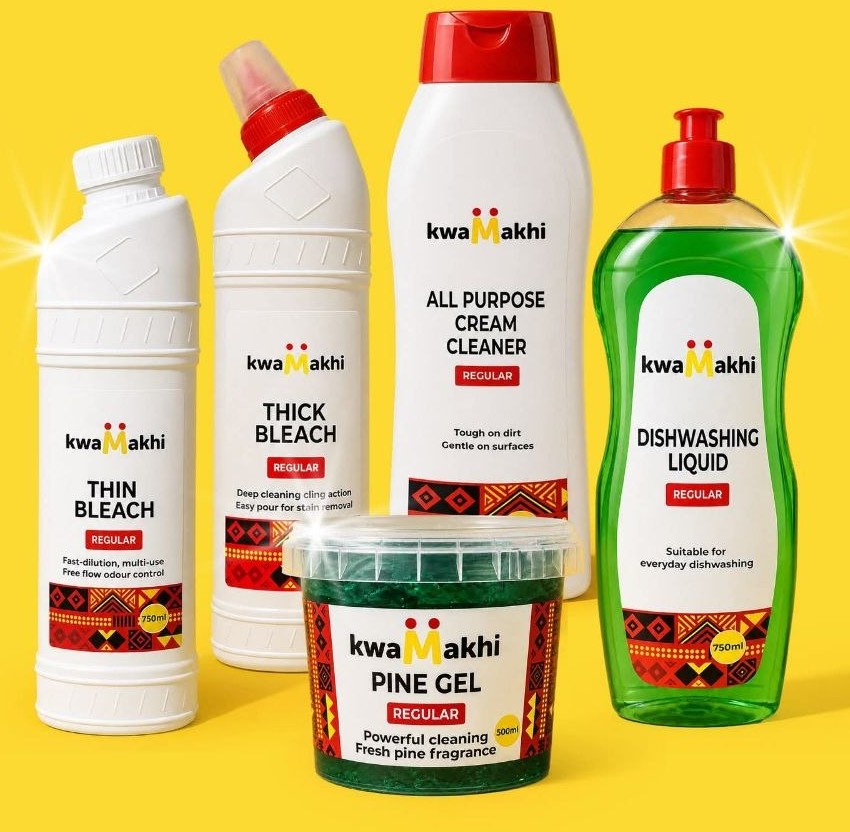 kwaMakhi
THIN
BLEACH
REGULAR
Fast-dilution, multi-use
Free flow odour control
750ml
kwaMakhi
THICK
BLEACH
REGULAR
Deep cleaning cling action
Easy pour for stain removal
kwaMakhi
ALL PURPOSE
CREAM
CLEANER
REGULAR
Tough on dirt
Gentle on surfaces
kwaMakhi
PINE GEL
REGULAR
Powerful cleaning
Fresh pine fragrance
500ml
kwaMakhi
DISHWASHING
LIQUID
REGULAR
Suitable for
everyday dishwashing
750ml